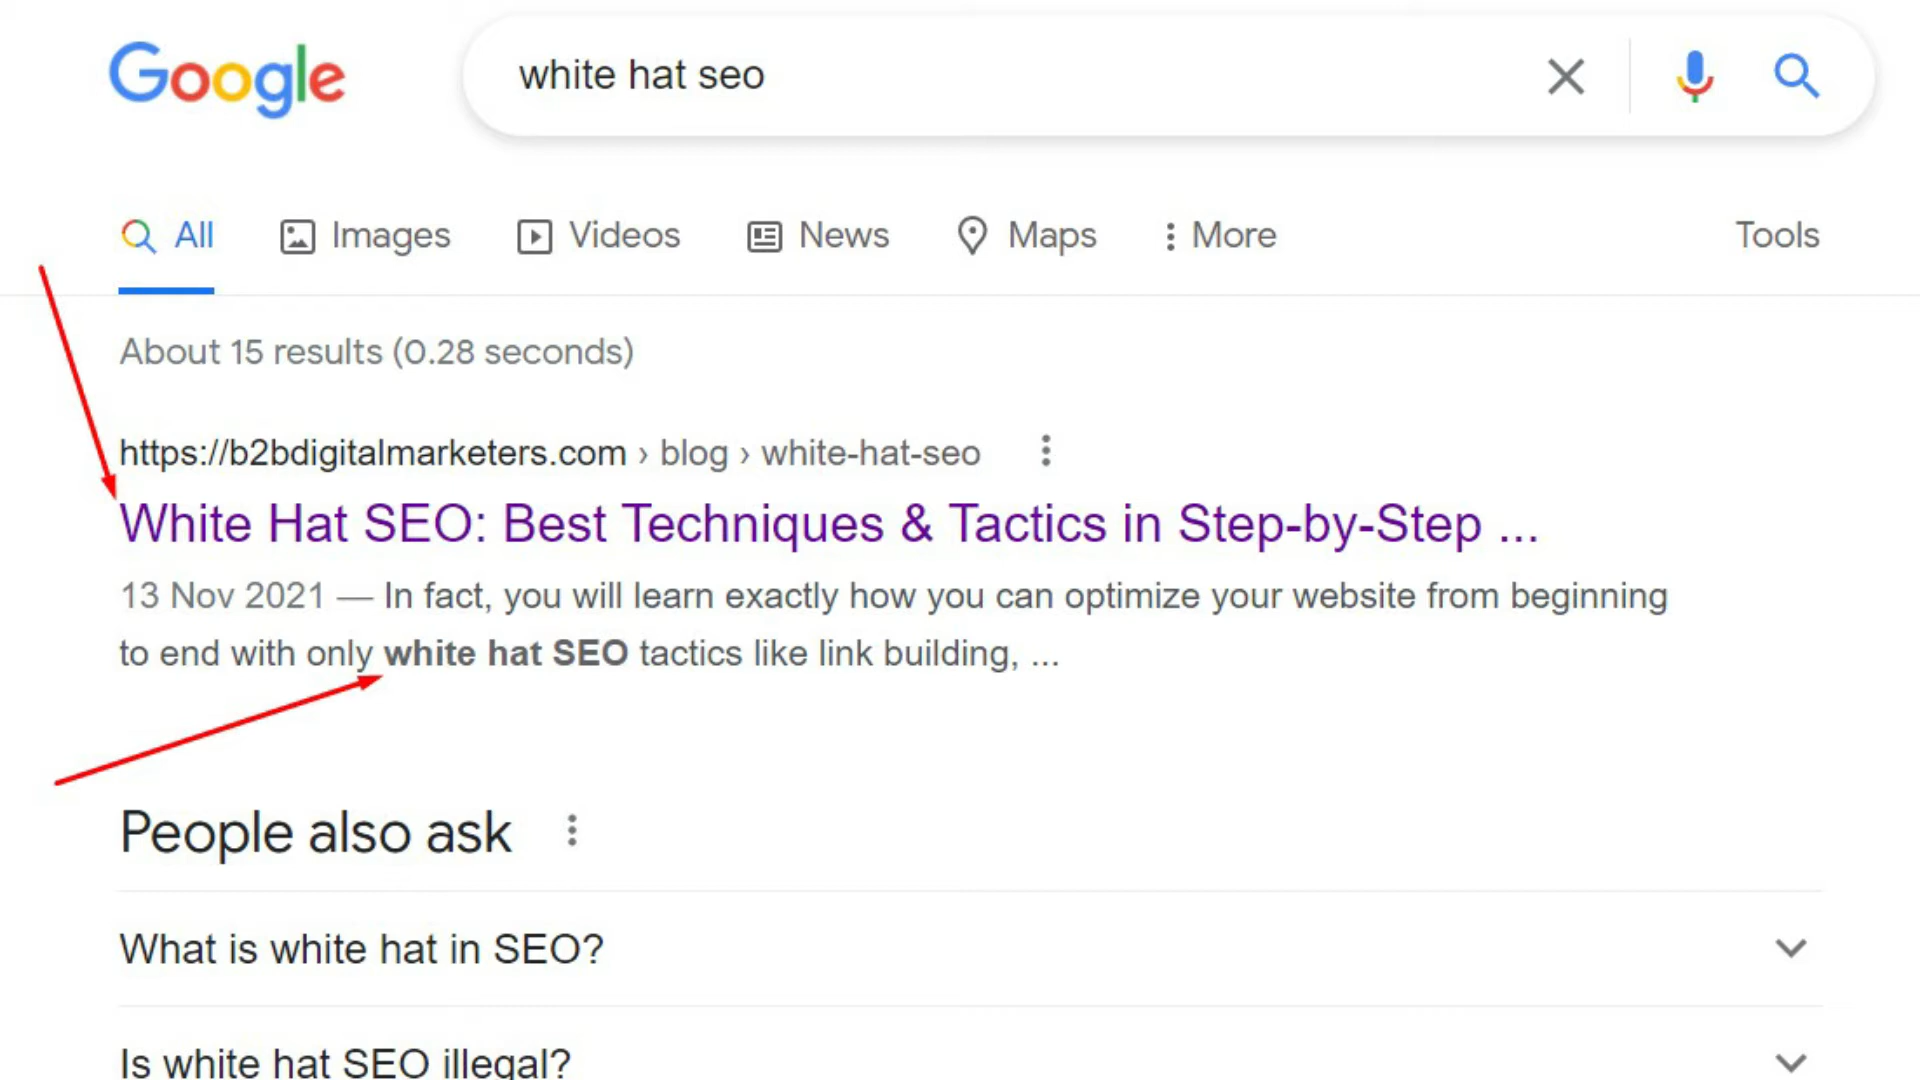 Google
white hat seo
All
Images
Videos
News
Maps
More
Tools
About 15 results (0.28 seconds)
https://b2bdigitalmarketers.com › blog › white-hat-seo
White Hat SEO: Best Techniques & Tactics in Step-by-Step ...
13 Nov 2021 — In fact, you will learn exactly how you can optimize your website from beginning
to end with only white hat SEO tactics like link building, ...
People also ask
What is white hat in SEO?
Is white hat SEO illegal?